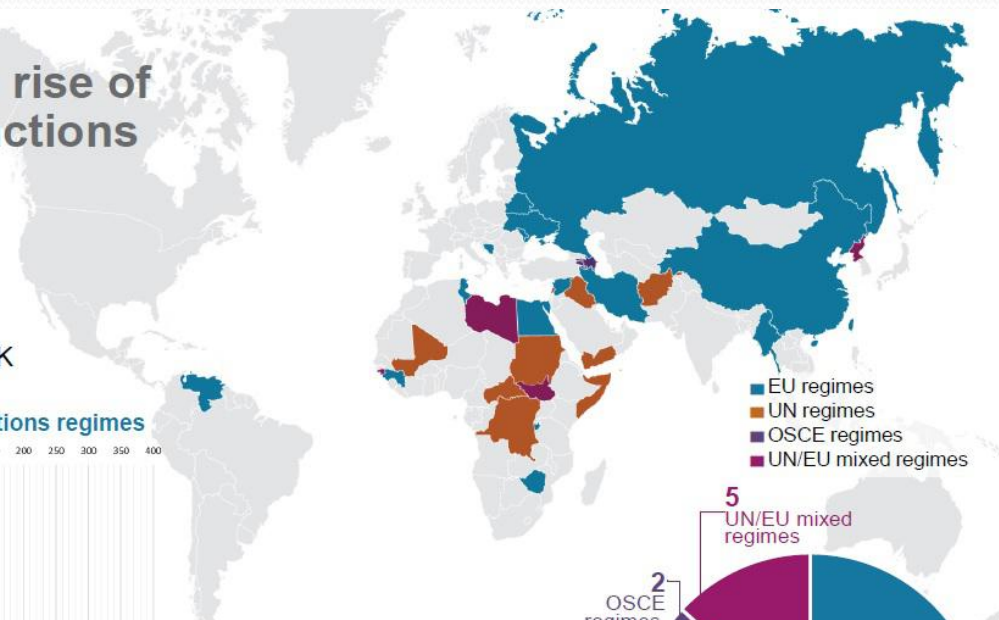 rise of
ctions
K
tions regimes
200 250 300 350 400
EU regimes
UN regimes
OSCE regimes
UN/EU mixed regimes
5
UN/EU mixed
regimes
2
OSCE
regimes